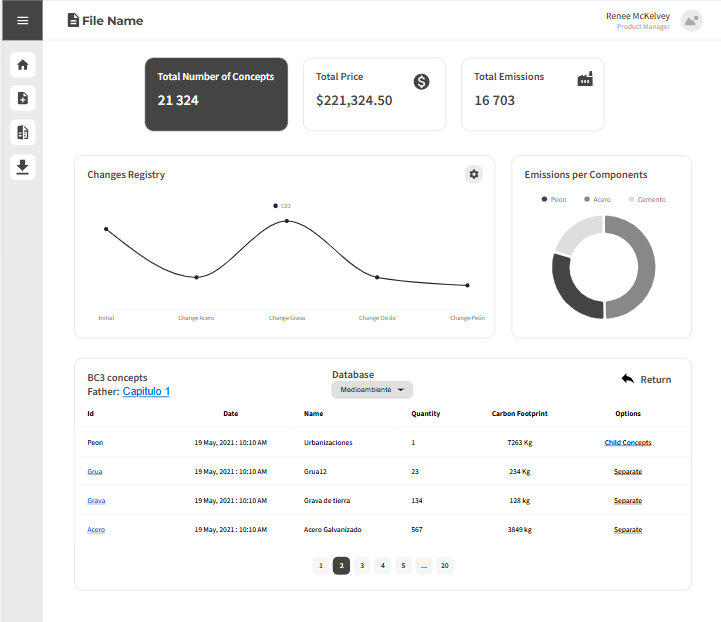 File Name
Renee McKelvey
Product Manager
Total Number of Concepts
21 324
Total Price
$221,324.50
Total Emissions
16 703
Changes Registry
CO2
Initial
Change Acero
Change Grava
Change Oxido
Change Peón
Emissions per Components
Peon
Acero
Cemento
BC3 concepts
Father: Capitulo 1
Database
Medioambiente
Return
Id Date Name Quantity Carbon Footprint Options
Peon 19 May, 2021 : 10:10 AM Urbanizaciones 1 7263 Kg Child Concepts
Grua 19 May, 2021 : 10:10 AM Grua12 23 234 Kg Separate
Grava 19 May, 2021 : 10:10 AM Grava de tierra 134 128 kg Separate
Acero 19 May, 2021 : 10:10 AM Acero Galvanizado 567 3849 kg Separate
1 2 3 4 5 ... 20